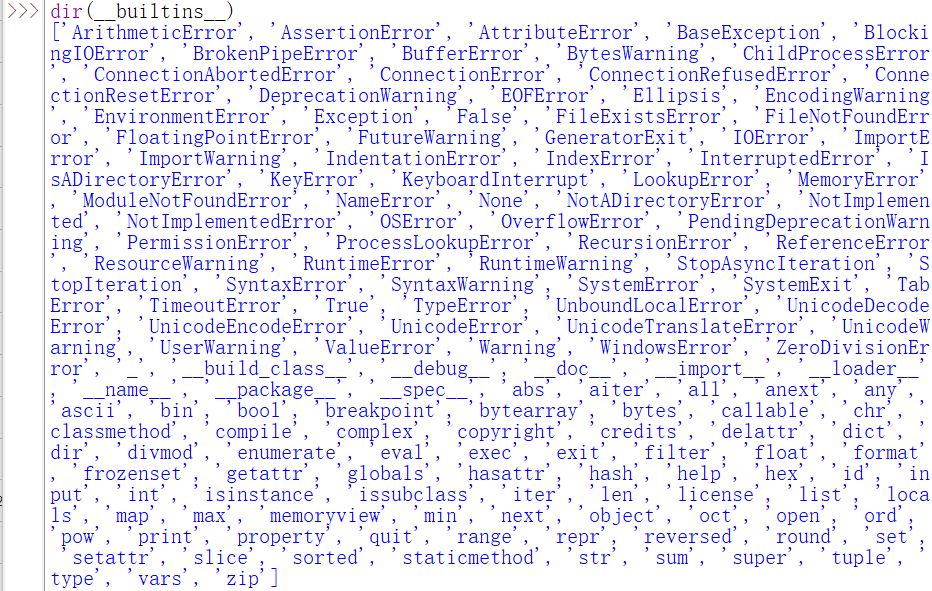 >>> dir(__builtins__)
['ArithmeticError', 'AssertionError', 'AttributeError', 'BaseException', 'Blocki
ngIOError', 'BrokenPipeError', 'BufferError', 'BytesWarning', 'ChildProcessError
', 'ConnectionAbortedError', 'ConnectionError', 'ConnectionRefusedError', 'Conne
ctionResetError', 'DeprecationWarning', 'EOFError', 'Ellipsis', 'EncodingWarning
', 'EnvironmentError', 'Exception', 'False', 'FileExistsError', 'FileNotFoundErr
or', 'FloatingPointError', 'FutureWarning', 'GeneratorExit', 'IOError', 'ImportE
rror', 'ImportWarning', 'IndentationError', 'IndexError', 'InterruptedError', 'I
sADirectoryError', 'KeyError', 'KeyboardInterrupt', 'LookupError', 'MemoryError'
, 'ModuleNotFoundError', 'NameError', 'None', 'NotADirectoryError', 'NotImplemen
ted', 'NotImplementedError', 'OSError', 'OverflowError', 'PendingDeprecationWarn
ing', 'PermissionError', 'ProcessLookupError', 'RecursionError', 'ReferenceError
', 'ResourceWarning', 'RuntimeError', 'RuntimeWarning', 'StopAsyncIteration', 'S
topIteration', 'SyntaxError', 'SyntaxWarning', 'SystemError', 'SystemExit', 'Tab
Error', 'TimeoutError', 'True', 'TypeError', 'UnboundLocalError', 'UnicodeDecode
Error', 'UnicodeEncodeError', 'UnicodeError', 'UnicodeTranslateError', 'UnicodeW
arning', 'UserWarning', 'ValueError', 'Warning', 'WindowsError', 'ZeroDivisionEr
ror', '_', '__build_class__', '__debug__', '__doc__', '__import__', '__loader__'
, '__name__', '__package__', '__spec__', 'abs', 'aiter', 'all', 'anext', 'any',
'ascii', 'bin', 'bool', 'breakpoint', 'bytearray', 'bytes', 'callable', 'chr', '
classmethod', 'compile', 'complex', 'copyright', 'credits', 'delattr', 'dict', '
dir', 'divmod', 'enumerate', 'eval', 'exec', 'exit', 'filter', 'float', 'format'
, 'frozenset', 'getattr', 'globals', 'hasattr', 'hash', 'help', 'hex', 'id', 'in
put', 'int', 'isinstance', 'issubclass', 'iter', 'len', 'license', 'list', 'loca
ls', 'map', 'max', 'memoryview', 'min', 'next', 'object', 'oct', 'open', 'ord',
'pow', 'print', 'property', 'quit', 'range', 'repr', 'reversed', 'round', 'set',
'setattr', 'slice', 'sorted', 'staticmethod', 'str', 'sum', 'super', 'tuple', '
type', 'vars', 'zip']